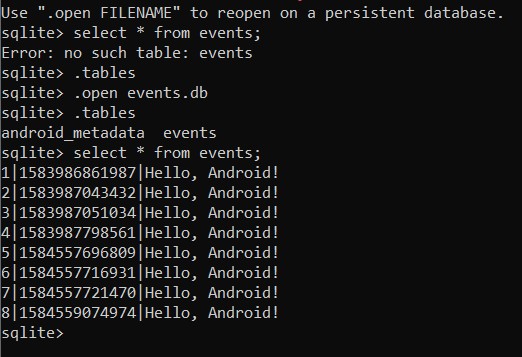 Use ".open FILENAME" to reopen on a persistent database.
sqlite> select * from events;
Error: no such table: events
sqlite> .tables
sqlite> .open events.db
sqlite> .tables
android_metadata  events
sqlite> select * from events;
1|1583986861987|Hello, Android!
2|1583987043432|Hello, Android!
3|1583987051034|Hello, Android!
4|1583987798561|Hello, Android!
5|1584557696809|Hello, Android!
6|1584557716931|Hello, Android!
7|1584557721470|Hello, Android!
8|1584559074974|Hello, Android!
sqlite>